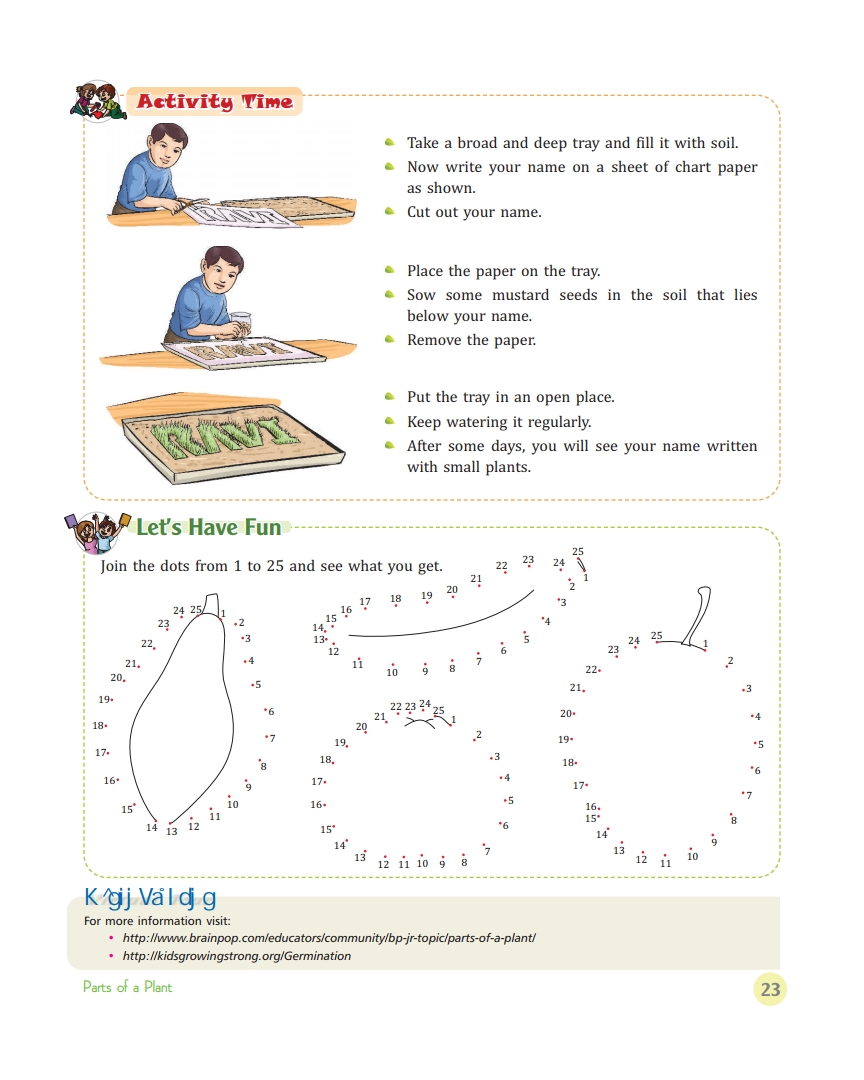 Activity Time
Take a broad and deep tray and fill it with soil.
Now write your name on a sheet of chart paper
as shown.
Cut out your name.
RAVI
Place the paper on the tray.
Sow some mustard seeds in the soil that lies
below your name.
Remove the paper.
RAVI
Put the tray in an open place.
Keep watering it regularly.
After some days, you will see your name written
with small plants.
RAVI
Let's Have Fun
Join the dots from 1 to 25 and see what you get.
1 2 3 4 5 6 7 8 9 10 11 12 13 14 15 16 17 18 19 20 21 22 23 24 25
1 2 3 4 5 6 7 8 9 10 11 12 13 14 15 16 17 18 19 20 21 22 23 24 25
1 2 3 4 5 6 7 8 9 10 11 12 13 14 15 16 17 18 19 20 21 22 23 24 25
1 2 3 4 5 6 7 8 9 10 11 12 13 14 15 16 17 18 19 20 21 22 23 24 25
For more information visit:
• http://www.brainpop.com/educators/community/bp-jr-topic/parts-of-a-plant/
• http://kidsgrowingstrong.org/Germination
Parts of a Plant
23